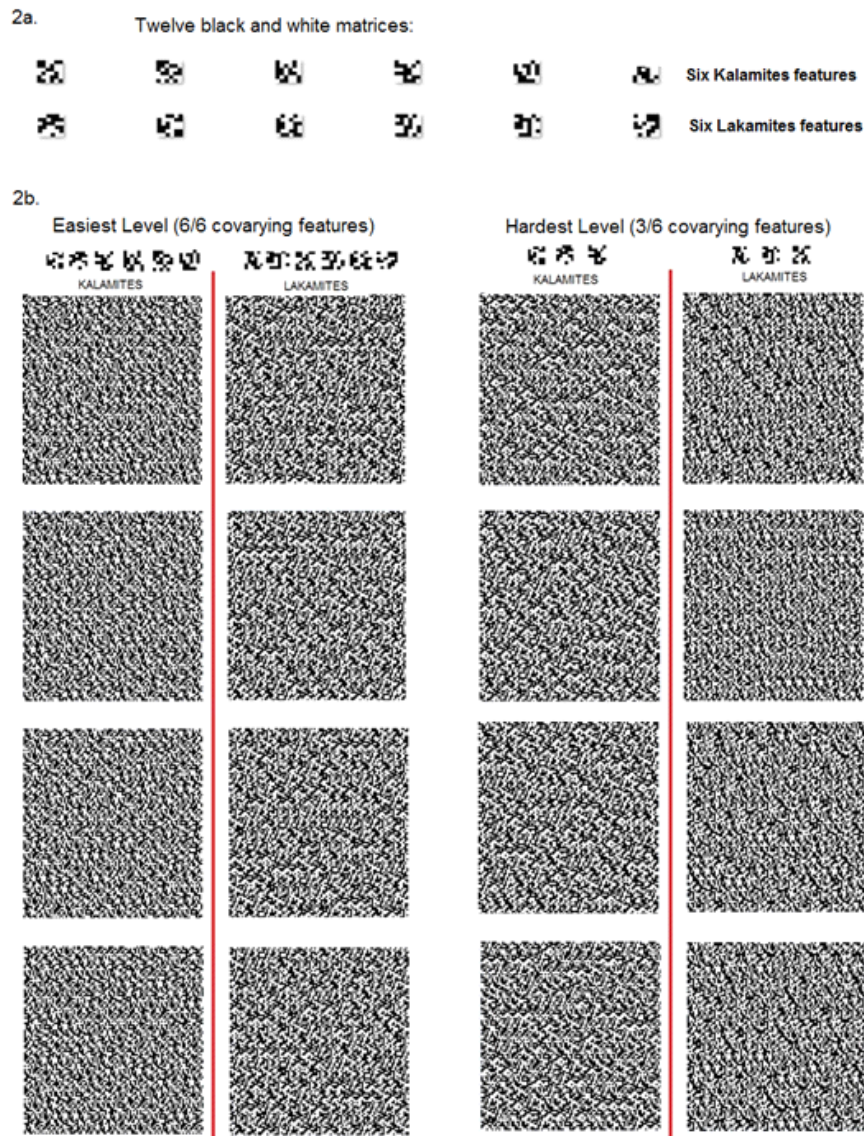 2a.
Twelve black and white matrices:
Six Kalamites features
Six Lakamites features
2b.
Easiest Level (6/6 covarying features)
Hardest Level (3/6 covarying features)
KALAMITES
LAKAMITES
KALAMITES
LAKAMITES